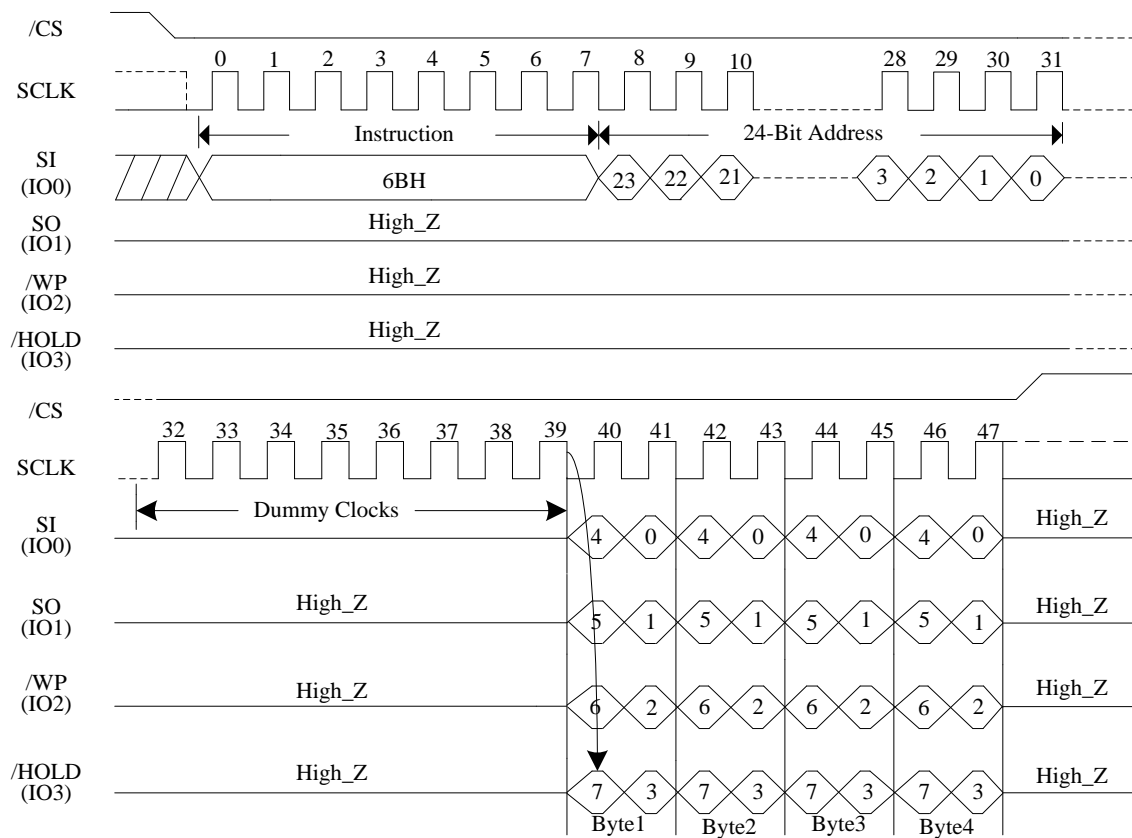 /CS
0 1 2 3 4 5 6 7 8 9 10 28 29 30 31
SCLK
Instruction 24-Bit Address
SI
(IO0)
6BH 23 22 21 3 2 1 0
SO
(IO1)
High_Z
/WP
(IO2)
High_Z
/HOLD
(IO3)
High_Z
/CS
32 33 34 35 36 37 38 39 40 41 42 43 44 45 46 47
SCLK
Dummy Clocks
SI
(IO0)
4 0 4 0 4 0 4 0 High_Z
SO
(IO1)
High_Z 5 1 5 1 5 1 5 1 High_Z
/WP
(IO2)
High_Z 6 2 6 2 6 2 6 2 High_Z
/HOLD
(IO3)
High_Z 7 3 7 3 7 3 7 3 High_Z
Byte1 Byte2 Byte3 Byte4